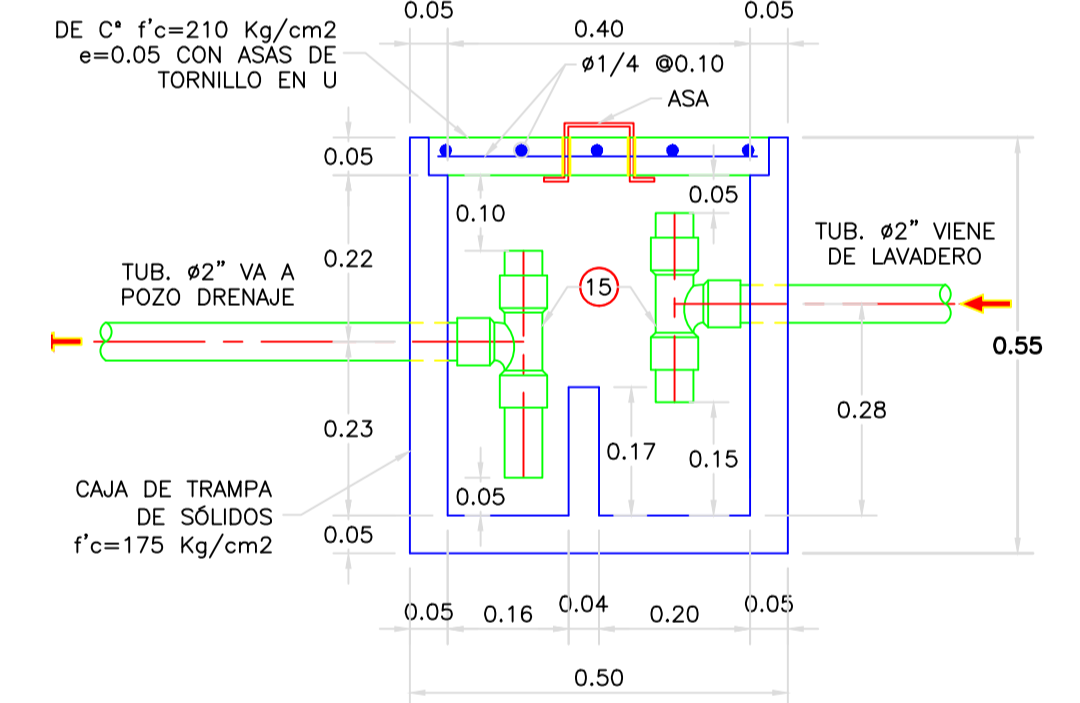 0.05
0.05
DE Cª f'c=210 Kg/cm2
e=0.05 CON ASAS DE
TORNILLO EN U
0.40
ø1/4 @0.10
ASA
0.05
0.05
0.10
0.22
TUB. ø2" VIENE
DE LAVADERO
TUB. ø2" VA A
POZO DRENAJE
15
0.55
0.28
0.23
0.17
0.15
0.05
CAJA DE TRAMPA
DE SÓLIDOS
f'c=175 Kg/cm2
0.05
0.05
0.16
0.04
0.20
0.05
0.50